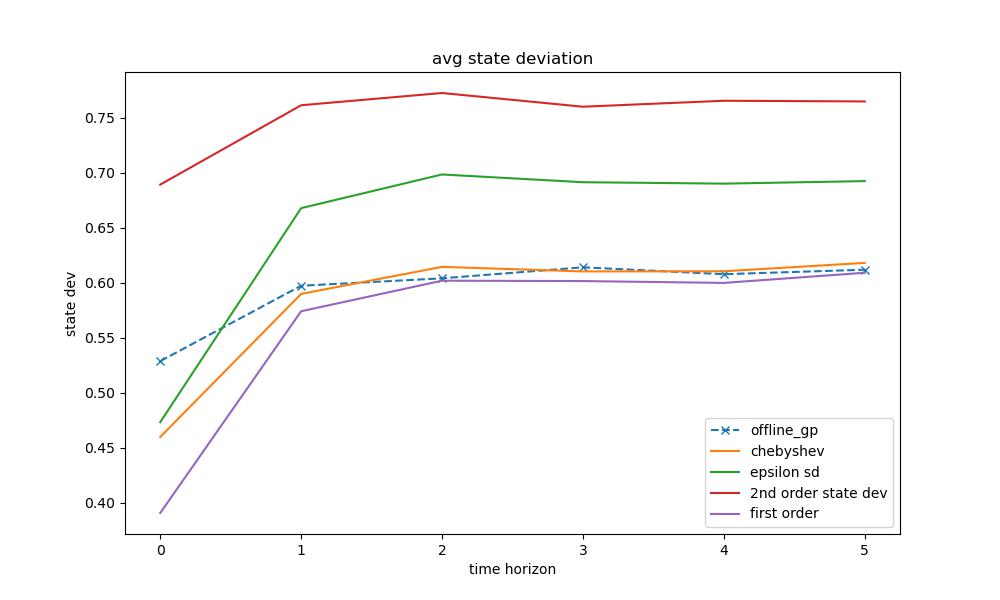 avg state deviation
state dev
0.75
0.70
0.65
0.60
0.55
0.50
0.45
0.40
0 1 2 3 4 5
time horizon
offline_gp
chebyshev
epsilon sd
2nd order state dev
first order